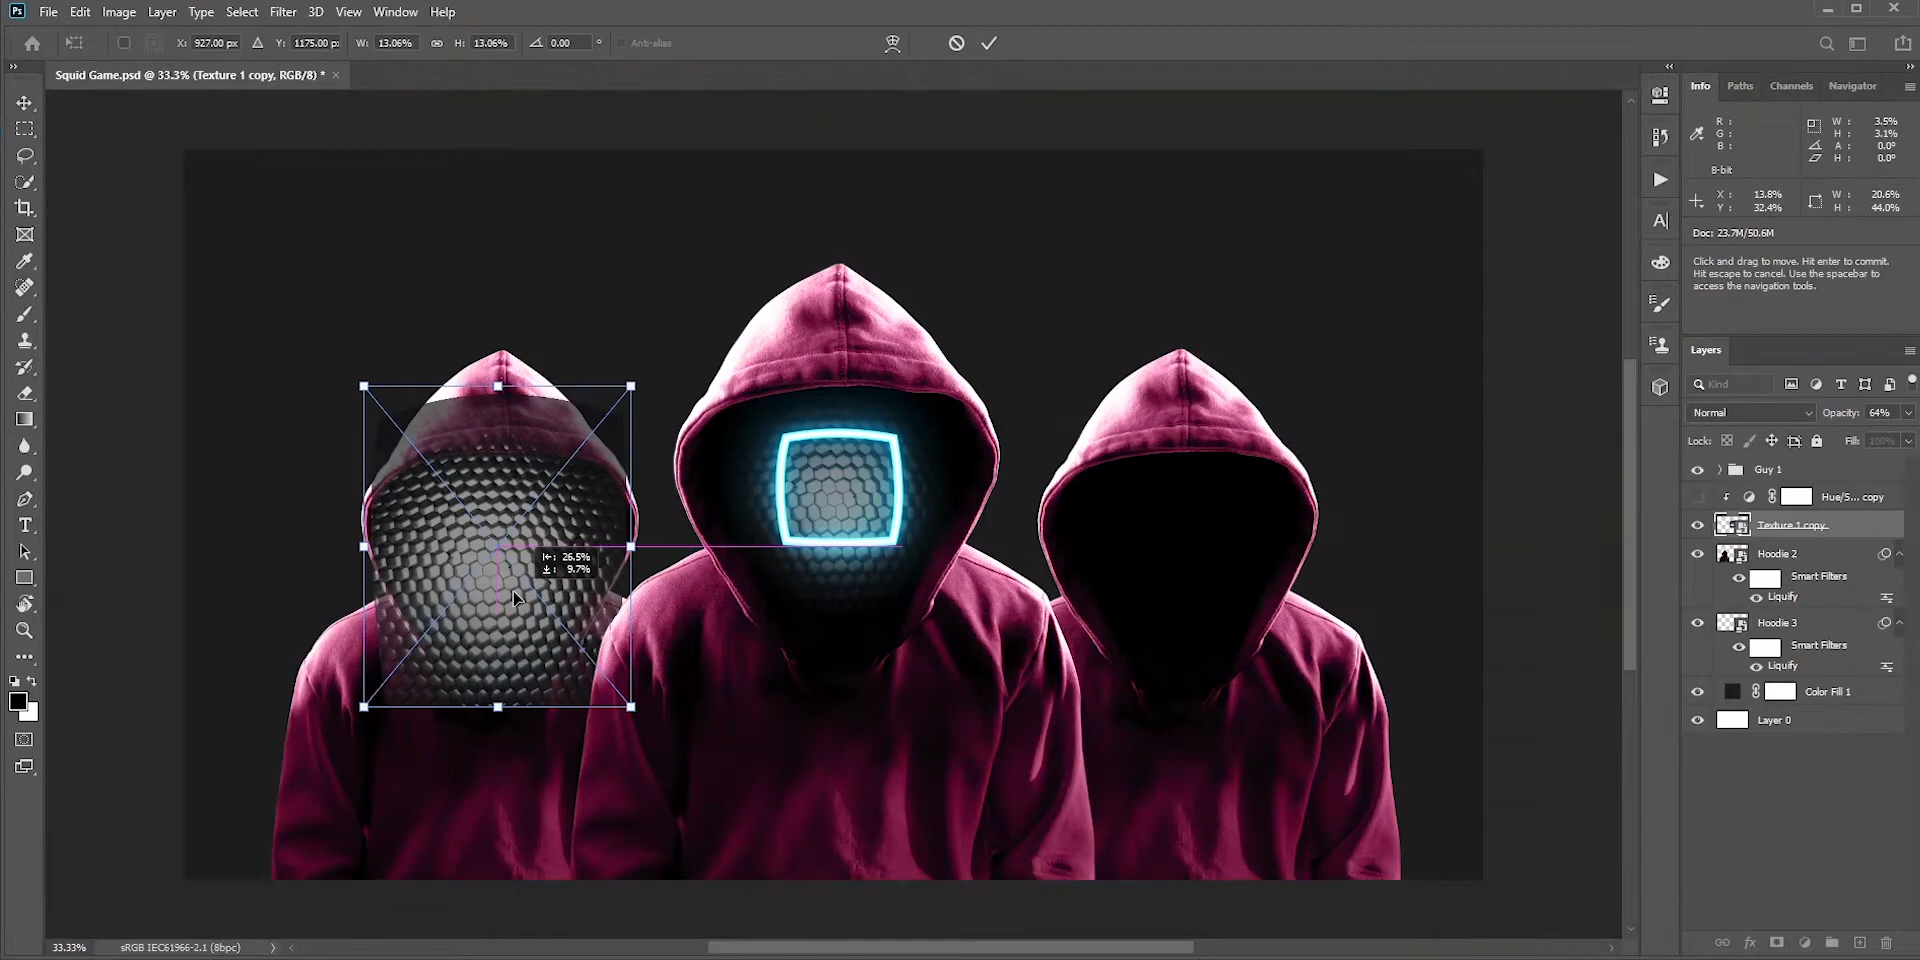 Ps File Edit Image Layer Type Select Filter 3D View Window Help
X: 927.00 px Y: 1175.00 p: W: 13.06% H: 13.06% 0.00 ° Anti-alias
Squid Game.psd @ 33.3% (Texture 1 copy, RGB/8) * ×
Info Paths Channels Navigator
R :
G :
B :
8-bit
W : 3.5%
H : 3.1%
A : 0.0°
H : 0.0°
X : 13.8%
Y : 32.4%
W : 20.6%
H : 44.0%
Doc: 23.7M/50.6M
Click and drag to move. Hit enter to commit.
Hit escape to cancel. Use the spacebar to
access the navigation tools.
Layers
Kind
Normal Opacity: 64%
Lock: Fill: 100%
Guy 1
Hue/S... copy
Texture 1 copy
Hoodie 2
Smart Filters
Liquify
Hoodie 3
Smart Filters
Liquify
Color Fill 1
Layer 0
26.5%
9.7%
33.33% sRGB IEC61966-2.1 (8bpc)